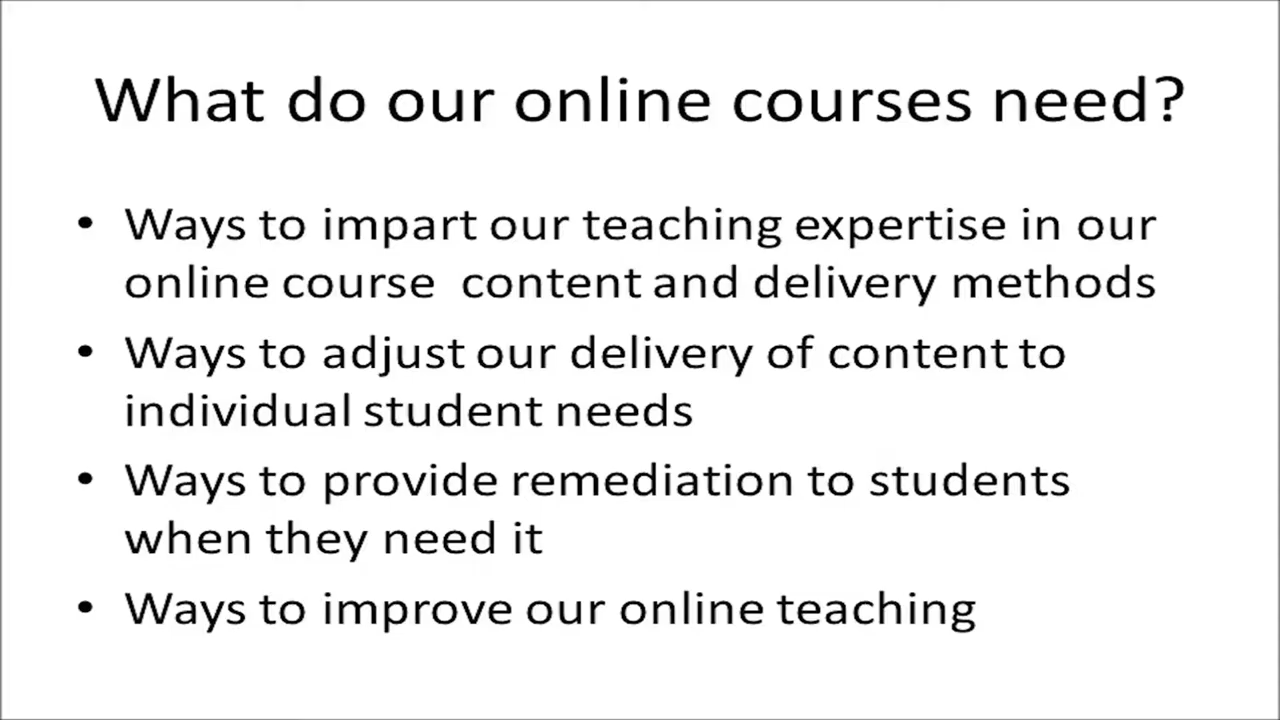 What do our online courses need?
• Ways to impart our teaching expertise in our
online course  content and delivery methods
• Ways to adjust our delivery of content to
individual student needs
• Ways to provide remediation to students
when they need it
• Ways to improve our online teaching